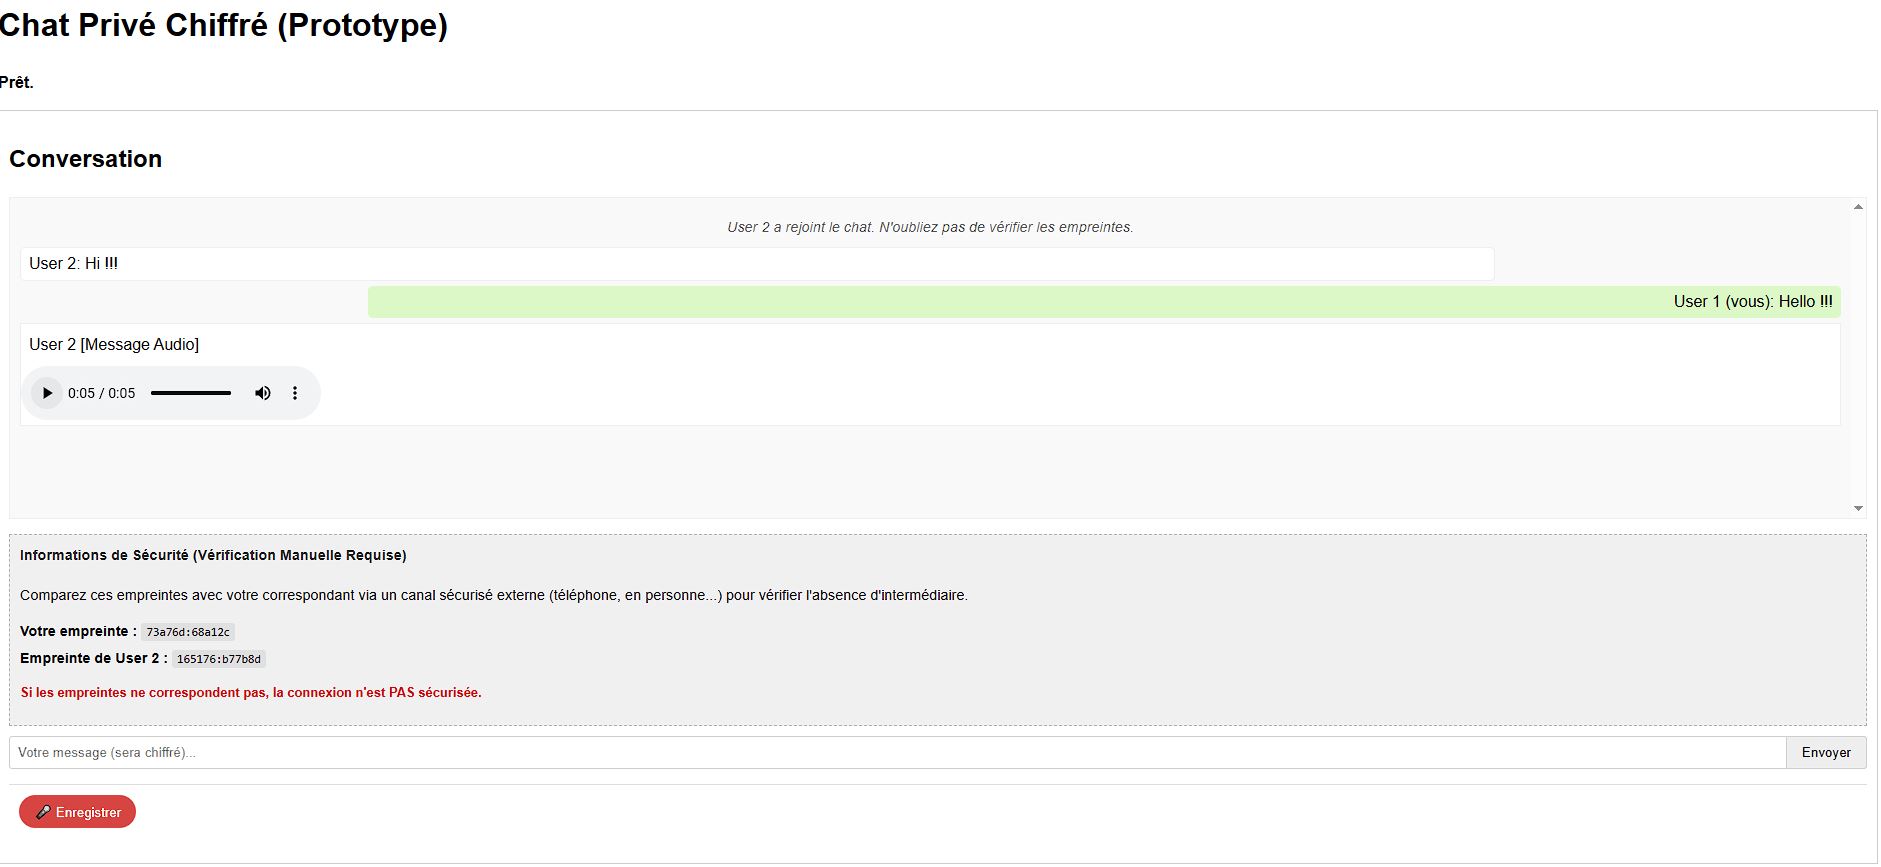 Chat Privé Chiffré (Prototype)
Prêt.
Conversation
User 2 a rejoint le chat. N'oubliez pas de vérifier les empreintes.
User 2: Hi !!!
User 1 (vous): Hello !!!
User 2 [Message Audio]
0:05 / 0:05
Informations de Sécurité (Vérification Manuelle Requise)
Comparez ces empreintes avec votre correspondant via un canal sécurisé externe (téléphone, en personne...) pour vérifier l'absence d'intermédiaire.
Votre empreinte : 73a76d:68a12c
Empreinte de User 2 : 165176:b77b8d
Si les empreintes ne correspondent pas, la connexion n'est PAS sécurisée.
Votre message (sera chiffré)...
Envoyer
Enregistrer